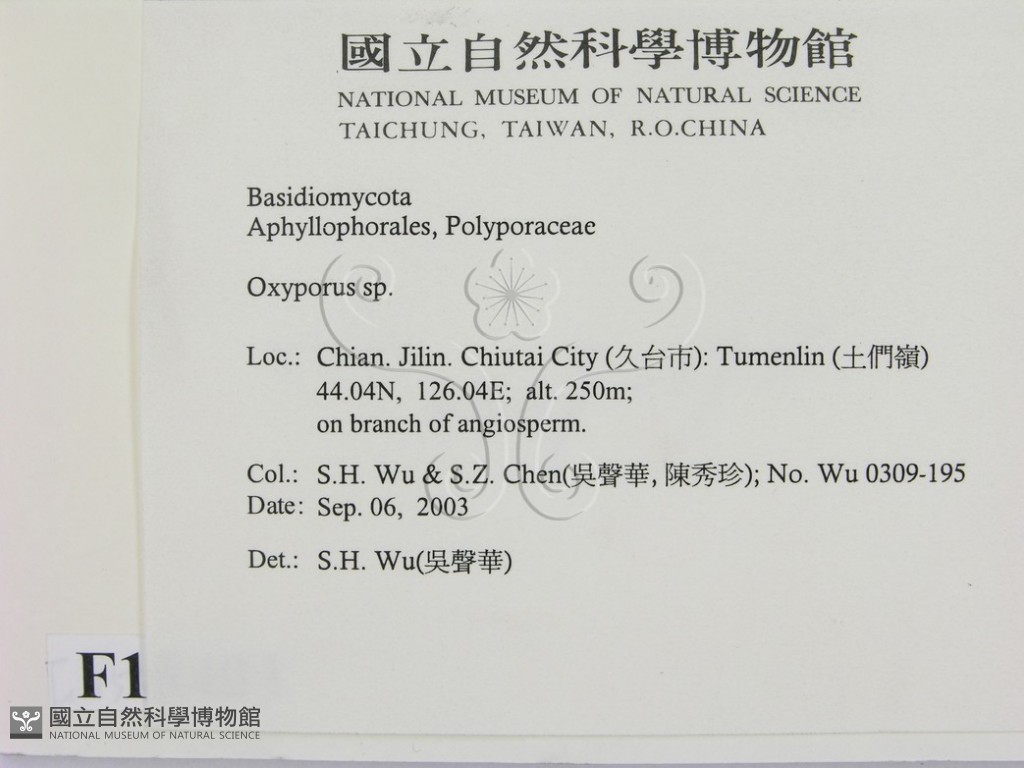 國立自然科學博物館
NATIONAL MUSEUM OF NATURAL SCIENCE
TAICHUNG, TAIWAN, R.O.CHINA
Basidiomycota
Aphyllophorales, Polyporaceae
Oxyporus sp.
Loc.: Chian. Jilin. Chiutai City (久台市): Tumenlin (土們嶺)
44.04N, 126.04E; alt. 250m;
on branch of angiosperm.
Col.: S.H. Wu & S.Z. Chen(吳聲華, 陳秀珍); No. Wu 0309-195
Date: Sep. 06, 2003
Det.: S.H. Wu(吳聲華)
F1
國立自然科學博物館
NATIONAL MUSEUM OF NATURAL SCIENCE